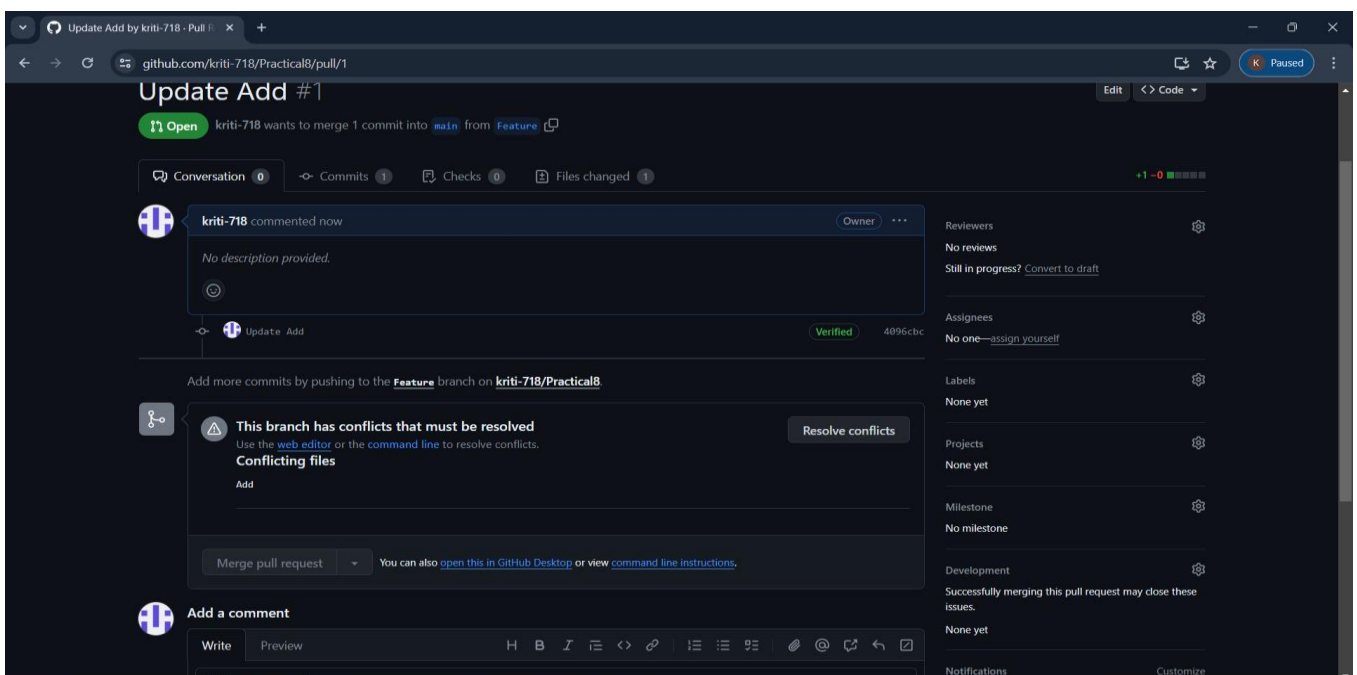 Update Add by kriti-718 · Pull R
github.com/kriti-718/Practical8/pull/1
K Paused
Update Add #1
Edit
<> Code
Open
kriti-718 wants to merge 1 commit into main from Feature
Conversation 0
Commits 1
Checks 0
Files changed 1
+1 −0
kriti-718 commented now
Owner
No description provided.
Update Add
Verified
4096cbc
Add more commits by pushing to the Feature branch on kriti-718/Practical8.
This branch has conflicts that must be resolved
Use the web editor or the command line to resolve conflicts.
Conflicting files
Add
Resolve conflicts
Merge pull request
You can also open this in GitHub Desktop or view command line instructions.
Add a comment
Write
Preview
H B I
Reviewers
No reviews
Still in progress? Convert to draft
Assignees
No one—assign yourself
Labels
None yet
Projects
None yet
Milestone
No milestone
Development
Successfully merging this pull request may close these
issues.
None yet
Notifications
Customize